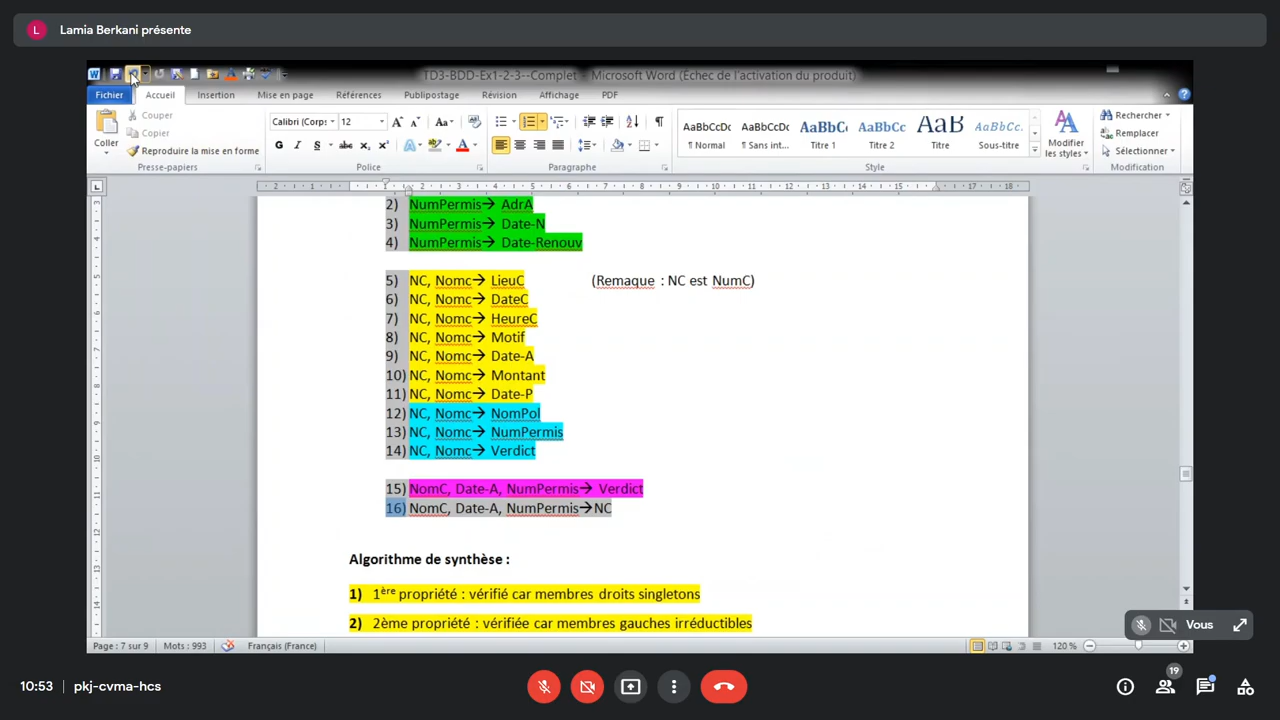 L
Lamia Berkani présente
TD3-BDD-Ex1-2-3--Complet - Microsoft Word (Échec de l'activation du produit)
Fichier Accueil Insertion Mise en page Références Publipostage Révision Affichage PDF
Coller
Couper
Copier
Reproduire la mise en forme
Presse-papiers
Calibri (Corp: 12
Police
Paragraphe
AaBbCcDc AaBbCcDc AaBbC AaBbCc AaB AaBbCc.
¶ Normal ¶ Sans int... Titre 1 Titre 2 Titre Sous-titre
Modifier les styles
Style
Rechercher
Remplacer
Sélectionner
Modification
2) NumPermis→ AdrA
3) NumPermis→ Date-N
4) NumPermis→ Date-Renouv
5) NC, Nomc→ LieuC (Remaque : NC est NumC)
6) NC, Nomc→ DateC
7) NC, Nomc→ HeureC
8) NC, Nomc→ Motif
9) NC, Nomc→ Date-A
10) NC, Nomc→ Montant
11) NC, Nomc→ Date-P
12) NC, Nomc→ NomPol
13) NC, Nomc→ NumPermis
14) NC, Nomc→ Verdict
15) NomC, Date-A, NumPermis→ Verdict
16) NomC, Date-A, NumPermis→NC
Algorithme de synthèse :
1) 1ère propriété : vérifié car membres droits singletons
2) 2ème propriété : vérifiée car membres gauches irréductibles
Page : 7 sur 9 Mots : 993 Français (France) 120 %
Vous
10:53 pkj-cvma-hcs
19